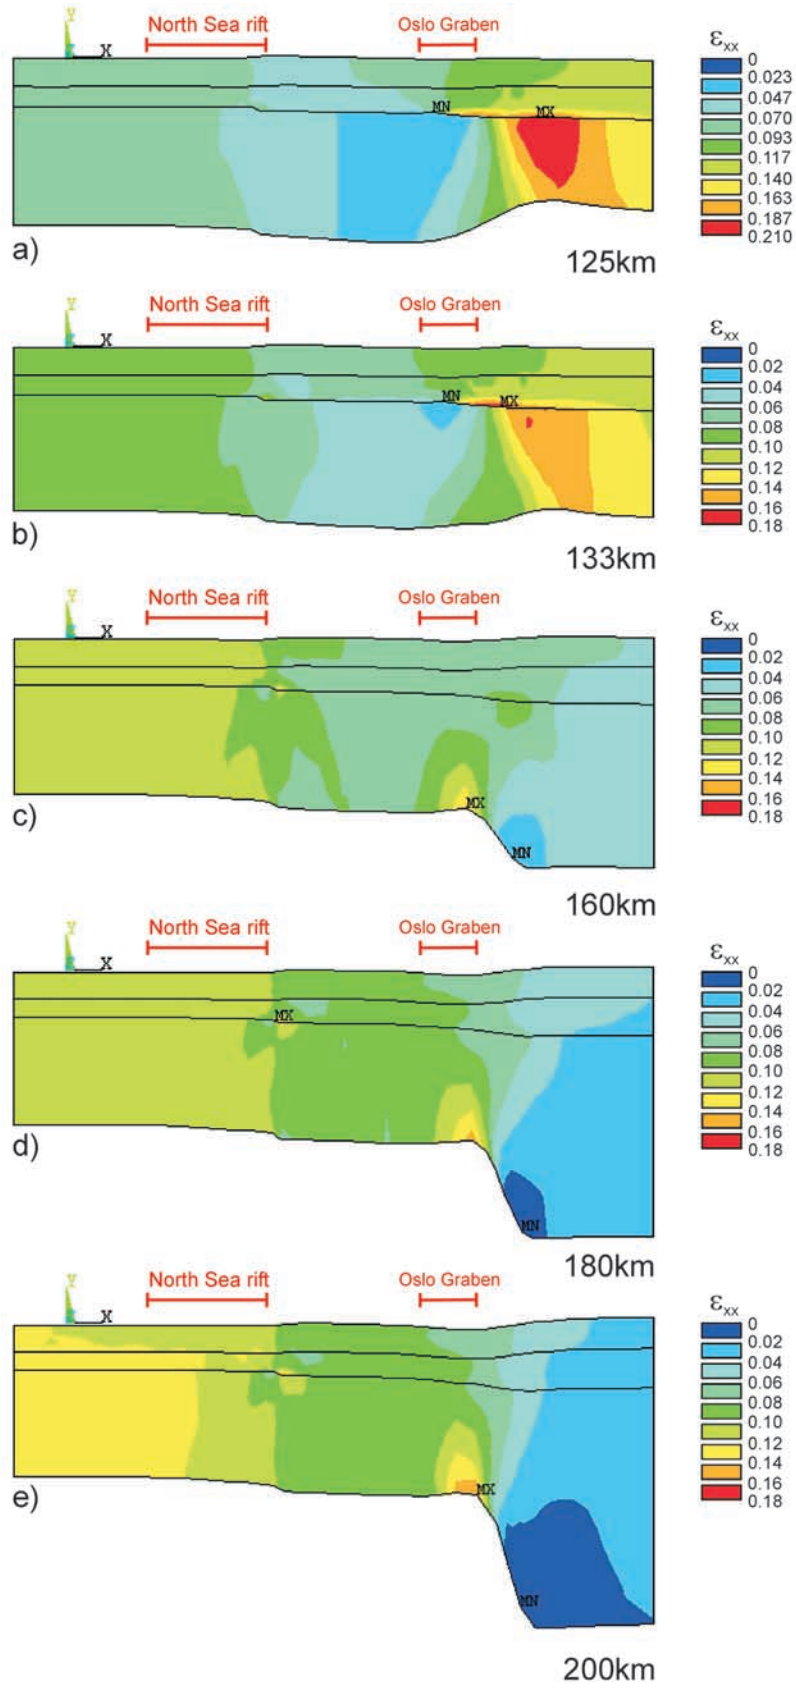 Y
X
North Sea rift
Oslo Graben
εxx
0
0.023
0.047
0.070
0.093
0.117
0.140
0.163
0.187
0.210
MN
MX
a)
125km
Y
X
North Sea rift
Oslo Graben
εxx
0
0.02
0.04
0.06
0.08
0.10
0.12
0.14
0.16
0.18
MN
MX
b)
133km
Y
X
North Sea rift
Oslo Graben
εxx
0
0.02
0.04
0.06
0.08
0.10
0.12
0.14
0.16
0.18
MX
MN
c)
160km
Y
X
North Sea rift
Oslo Graben
εxx
0
0.02
0.04
0.06
0.08
0.10
0.12
0.14
0.16
0.18
MX
MN
d)
180km
Y
X
North Sea rift
Oslo Graben
εxx
0
0.02
0.04
0.06
0.08
0.10
0.12
0.14
0.16
0.18
MX
MN
e)
200km